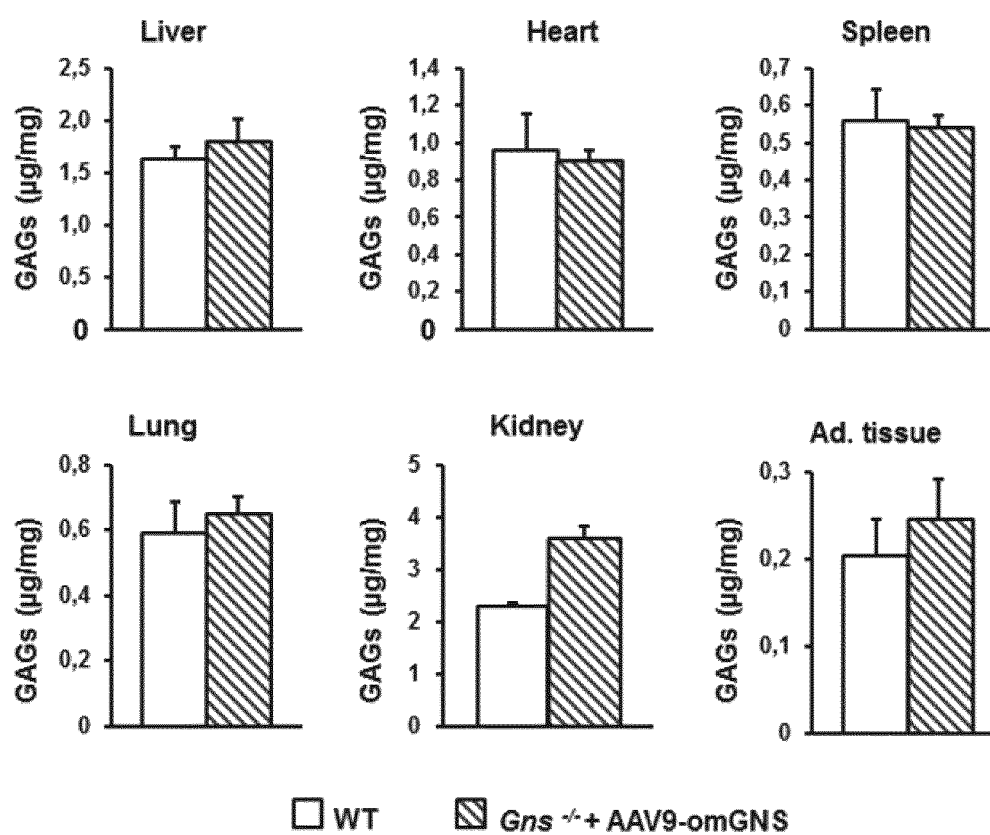 Liver
GAGs (µg/mg)
2,5
2,0
1,5
1,0
0,5
0
Heart
GAGs (µg/mg)
1,4
1,2
1,0
0,8
0,6
0,4
0,2
0
Spleen
GAGs (µg/mg)
0,7
0,6
0,5
0,4
0,3
0,2
0,1
0
Lung
GAGs (µg/mg)
0,8
0,6
0,4
0,2
0
Kidney
GAGs (µg/mg)
5
4
3
2
1
0
Ad. tissue
GAGs (µg/mg)
0,3
0,2
0,1
0
WT
Gns -/- + AAV9-omGNS